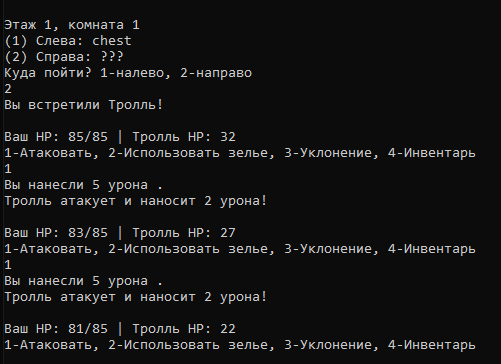 Этаж 1, комната 1
(1) Слева: chest
(2) Справа: ???
Куда пойти? 1-налево, 2-направо
2
Вы встретили Тролль!
Ваш HP: 85/85 | Тролль HP: 32
1-Атаковать, 2-Использовать зелье, 3-Уклонение, 4-Инвентарь
1
Вы нанесли 5 урона .
Тролль атакует и наносит 2 урона!
Ваш HP: 83/85 | Тролль HP: 27
1-Атаковать, 2-Использовать зелье, 3-Уклонение, 4-Инвентарь
1
Вы нанесли 5 урона .
Тролль атакует и наносит 2 урона!
Ваш HP: 81/85 | Тролль HP: 22
1-Атаковать, 2-Использовать зелье, 3-Уклонение, 4-Инвентарь